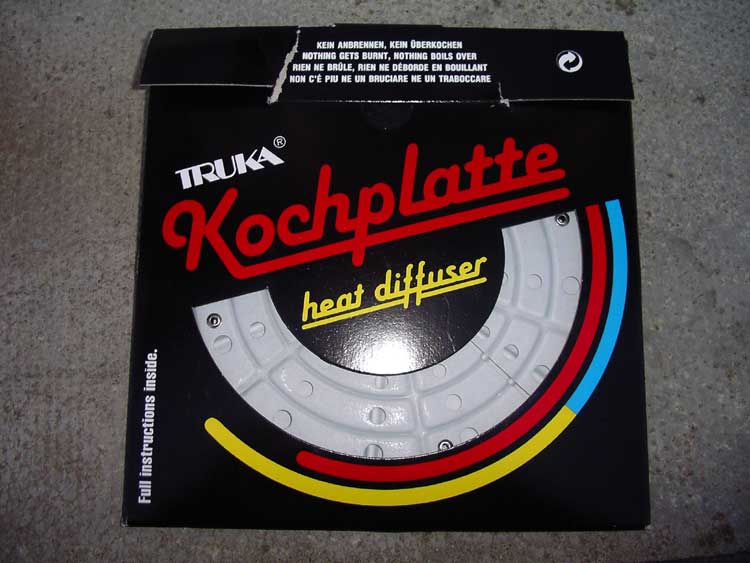 KEIN ANBRENNEN, KEIN ÜBERKOCHEN
NOTHING GETS BURNT, NOTHING BOILS OVER
RIEN NE BRÛLE, RIEN NE DÉBORDE EN BOUILLANT
NON C'É PIU NE UN BRUCIARE NE UN TRABOCCARE
TRUKA®
Kochplatte
heat diffuser
Full instructions inside.